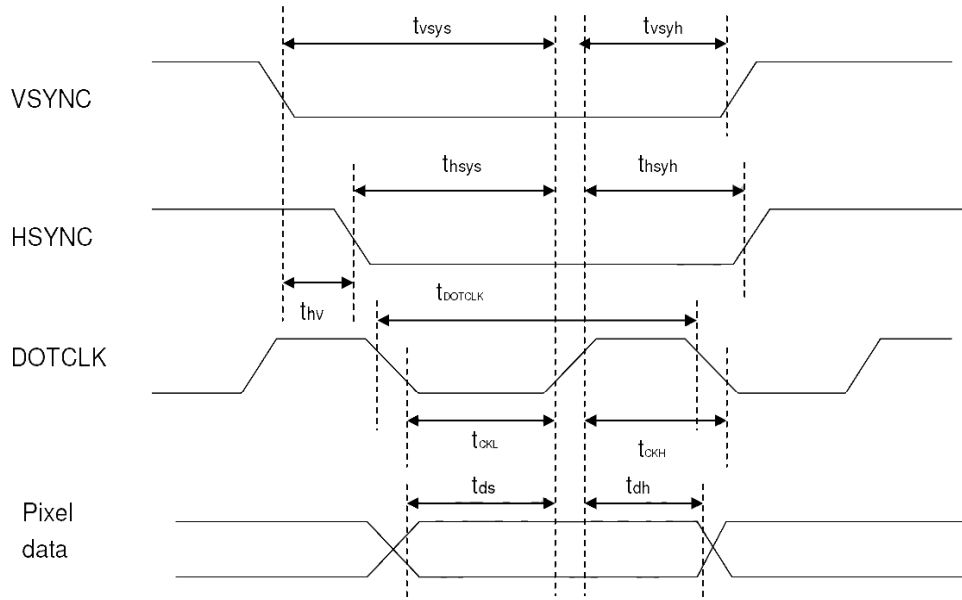 tvsys
tvsyh
VSYNC
thsys
thsyh
HSYNC
thv
tDOTCLK
DOTCLK
tCKL
tCKH
tds
tdh
Pixel
data